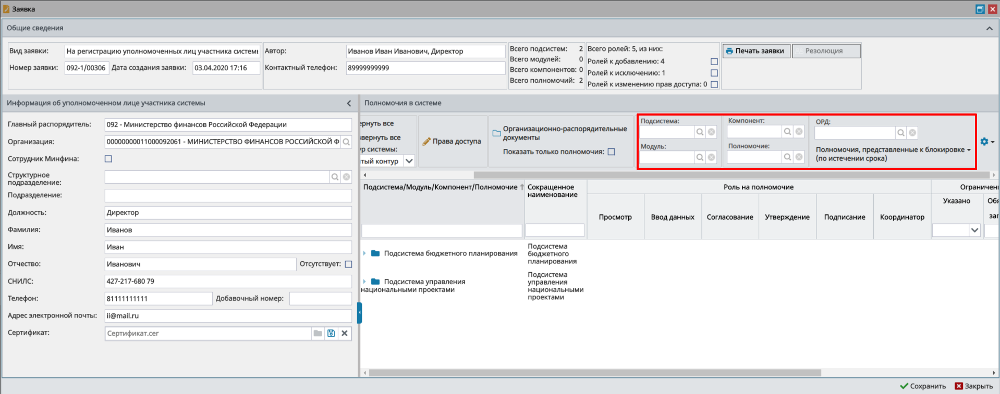 Заявка
Общие сведения
Вид заявки: На регистрацию уполномоченных лиц участника систем
Номер заявки: 092-1/00306 Дата создания заявки: 03.04.2020 17:16
Автор: Иванов Иван Иванович, Директор
Контактный телефон: 89999999999
Всего подсистем: 2
Всего модулей: 0
Всего компонентов: 0
Всего полномочий: 2
Всего ролей: 5, из них:
Ролей к добавлению: 4
Ролей к исключению: 1
Ролей к изменению прав доступа: 0
Печать заявки
Резолюция
Информация об уполномоченном лице участника системы
Главный распорядитель: 092 - Министерство финансов Российской Федерации
Организация: 00000000011000092061 - МИНИСТЕРСТВО ФИНАНСОВ РОССИЙСКОЙ Ф
Сотрудник Минфина:
Структурное
подразделение:
Подразделение:
Должность: Директор
Фамилия: Иванов
Имя: Иван
Отчество: Иванович Отсутствует:
СНИЛС: 427-217-680 79
Телефон: 81111111111 Добавочный номер:
Адрес электронной почты: ii@mail.ru
Сертификат: Сертификат.cer
Полномочия в системе
ернуть все
звернуть все
ур системы:
тый контур
Права доступа
Организационно-распорядительные
документы
Показать только полномочия:
Подсистема:
Модуль:
Компонент:
Полномочие:
ОРД:
Полномочия, представленные к блокировке
(по истечении срока)
Подсистема/Модуль/Компонент/Полномочие
Сокращенное
наименование
Роль на полномочие
Просмотр
Ввод данных
Согласование
Утверждение
Подписание
Координатор
Ограничен
Указано
Обя
заг
Подсистема бюджетного планирования
Подсистема
бюджетного
планирования
Подсистема управления
национальными проектами
Подсистема
управления
национальными
проектами
Сохранить
Закрыть